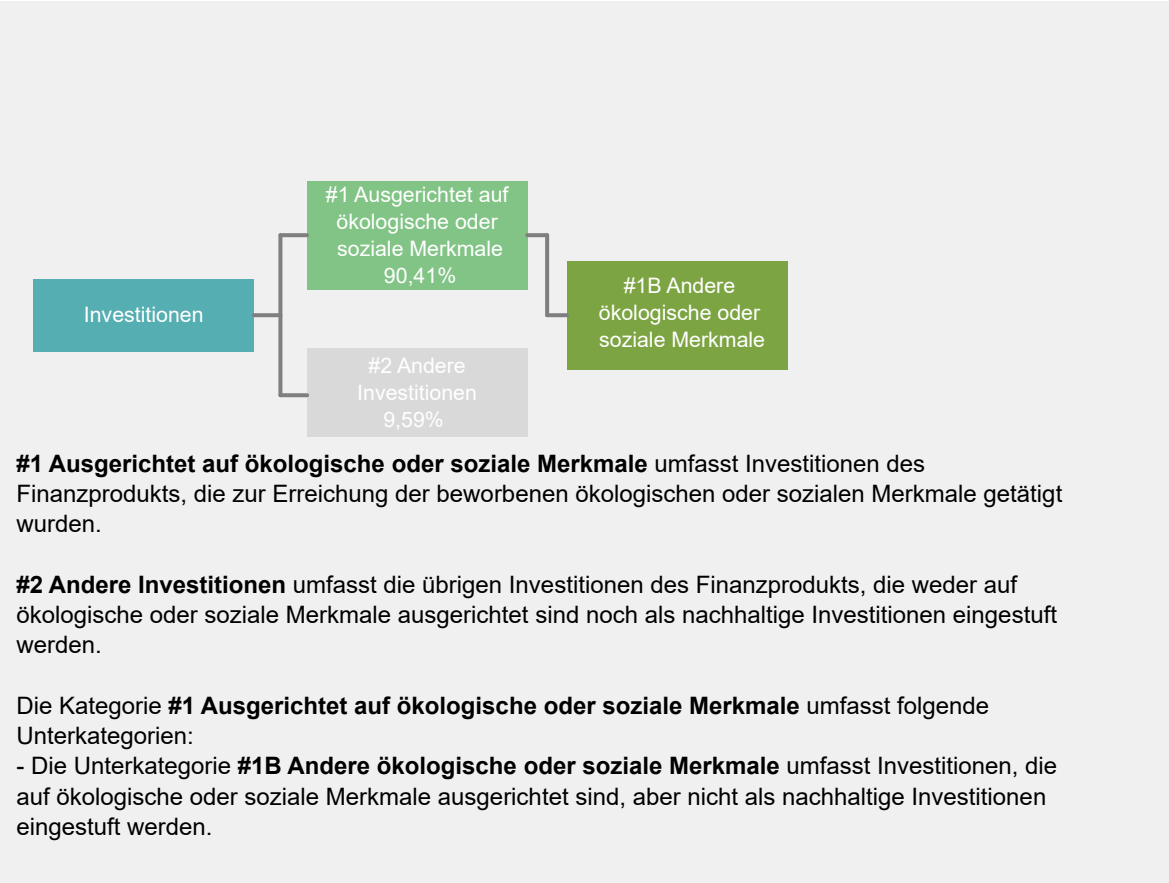 #1 Ausgerichtet auf
ökologische oder
soziale Merkmale
90,41%
Investitionen
#1B Andere
ökologische oder
soziale Merkmale
#2 Andere
Investitionen
9,59%
#1 Ausgerichtet auf ökologische oder soziale Merkmale umfasst Investitionen des
Finanzprodukts, die zur Erreichung der beworbenen ökologischen oder sozialen Merkmale getätigt
wurden.
#2 Andere Investitionen umfasst die übrigen Investitionen des Finanzprodukts, die weder auf
ökologische oder soziale Merkmale ausgerichtet sind noch als nachhaltige Investitionen eingestuft
werden.
Die Kategorie #1 Ausgerichtet auf ökologische oder soziale Merkmale umfasst folgende
Unterkategorien:
- Die Unterkategorie #1B Andere ökologische oder soziale Merkmale umfasst Investitionen, die
auf ökologische oder soziale Merkmale ausgerichtet sind, aber nicht als nachhaltige Investitionen
eingestuft werden.